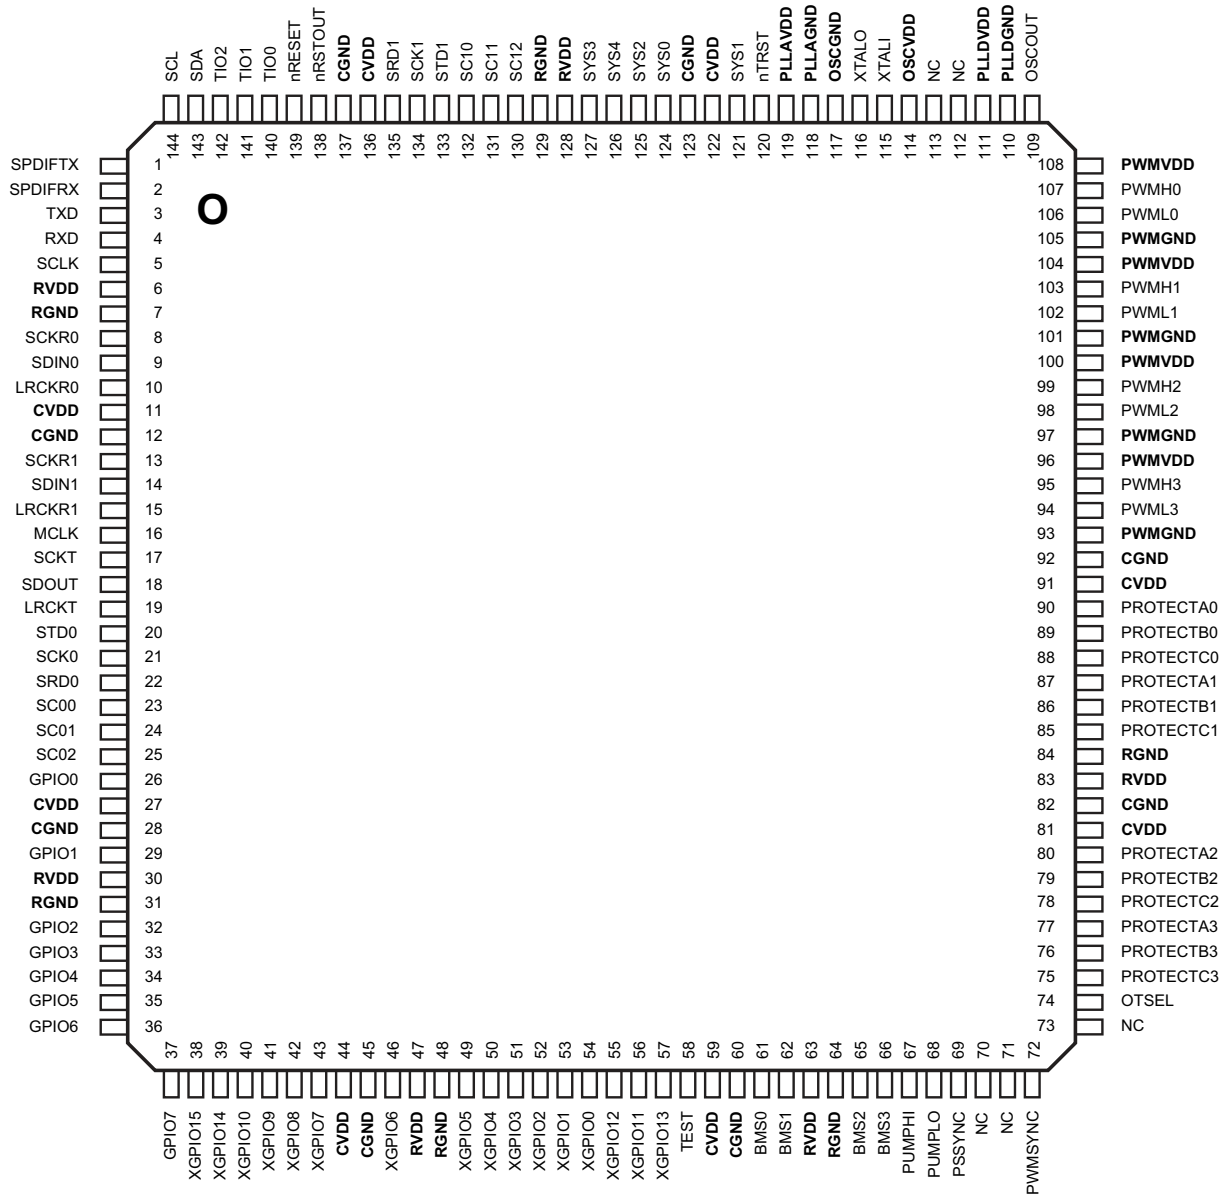 SCL SDA TIO2 TIO1 TIO0 nRESET nRSTOUT CGND CVDD SRD1 SCK1 STD1 SC10 SC11 SC12 RGND RVDD SYS3 SYS4 SYS2 SYS0 CGND CVDD SYS1 nTRST PLLAVDD PLLAGND OSCGND XTALO XTALI OSCVDD NC NC PLLDVDD PLLDGND OSCOUT
144 143 142 141 140 139 138 137 136 135 134 133 132 131 130 129 128 127 126 125 124 123 122 121 120 119 118 117 116 115 114 113 112 111 110 109
SPDIFTX 1 108 PWMVDD
SPDIFRX 2 107 PWMH0
TXD 3 O 106 PWML0
RXD 4 105 PWMGND
SCLK 5 104 PWMVDD
RVDD 6 103 PWMH1
RGND 7 102 PWML1
SCKR0 8 101 PWMGND
SDIN0 9 100 PWMVDD
LRCKR0 10 99 PWMH2
CVDD 11 98 PWML2
CGND 12 97 PWMGND
SCKR1 13 96 PWMVDD
SDIN1 14 95 PWMH3
LRCKR1 15 94 PWML3
MCLK 16 93 PWMGND
SCKT 17 92 CGND
SDOUT 18 91 CVDD
LRCKT 19 90 PROTECTA0
STD0 20 89 PROTECTB0
SCK0 21 88 PROTECTC0
SRD0 22 87 PROTECTA1
SC00 23 86 PROTECTB1
SC01 24 85 PROTECTC1
SC02 25 84 RGND
GPIO0 26 83 RVDD
CVDD 27 82 CGND
CGND 28 81 CVDD
GPIO1 29 80 PROTECTA2
RVDD 30 79 PROTECTB2
RGND 31 78 PROTECTC2
GPIO2 32 77 PROTECTA3
GPIO3 33 76 PROTECTB3
GPIO4 34 75 PROTECTC3
GPIO5 35 74 OTSEL
GPIO6 36 73 NC
37 38 39 40 41 42 43 44 45 46 47 48 49 50 51 52 53 54 55 56 57 58 59 60 61 62 63 64 65 66 67 68 69 70 71 72
GPIO7 XGPIO15 XGPIO14 XGPIO10 XGPIO9 XGPIO8 XGPIO7 CVDD CGND XGPIO6 RVDD RGND XGPIO5 XGPIO4 XGPIO3 XGPIO2 XGPIO1 XGPIO0 XGPIO12 XGPIO11 XGPIO13 TEST CVDD CGND BMS0 BMS1 RVDD RGND BMS2 BMS3 PUMPHI PUMPLO PSSYNC NC NC PWMSYNC